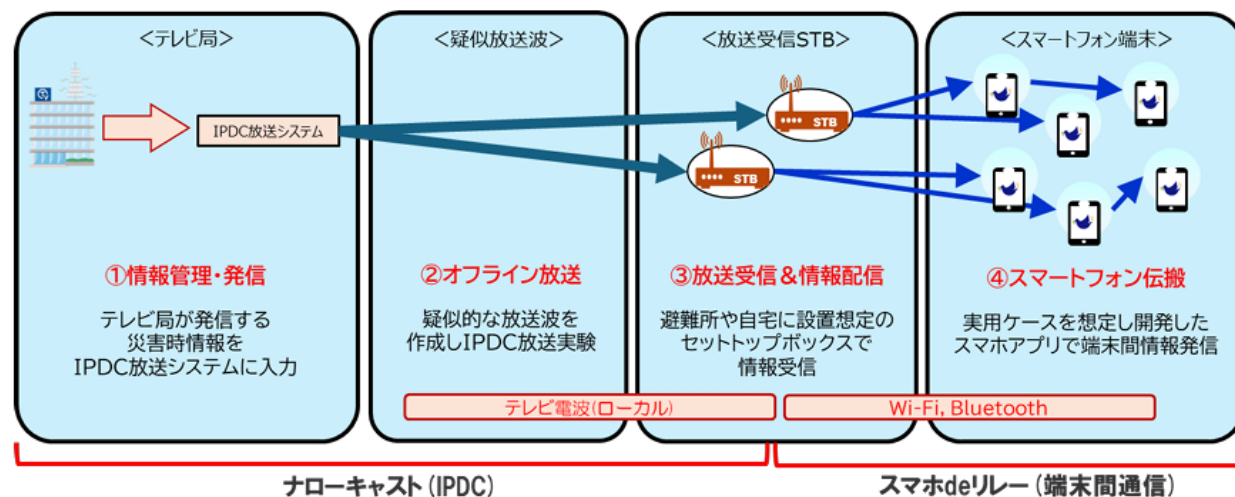 <テレビ局>
<疑似放送波>
<放送受信STB>
<スマートフォン端末>
IPDC放送システム
STB
STB
①情報管理・発信
テレビ局が発信する
災害時情報を
IPDC放送システムに入力
②オフライン放送
疑似的な放送波を
作成しIPDC放送実験
③放送受信&情報配信
避難所や自宅に設置想定の
セットトップボックスで
情報受信
④スマートフォン伝搬
実用ケースを想定し開発した
スマホアプリで端末間情報発信
テレビ電波(ローカル)
Wi-Fi, Bluetooth
ナローキャスト(IPDC)
スマホdeリレー(端末間通信)